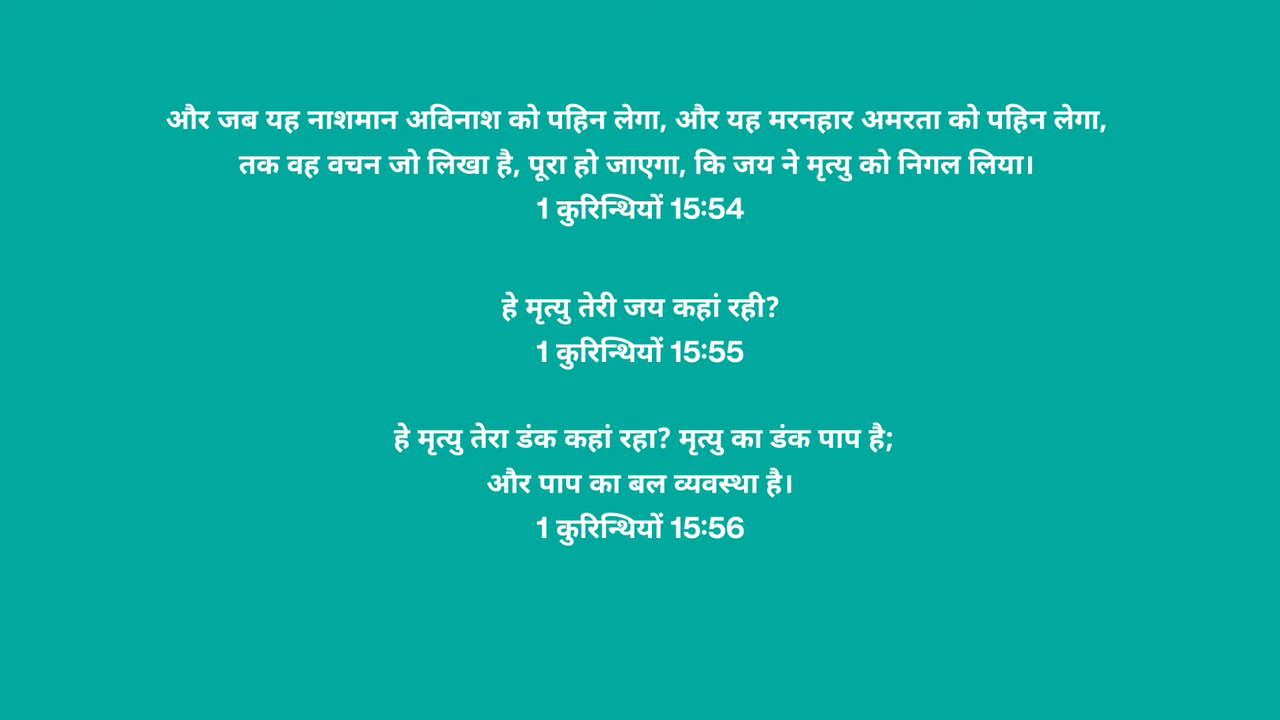 और जब यह नाशमान अविनाश को पहिन लेगा, और यह मरनहार अमरता को पहिन लेगा,
तक वह वचन जो लिखा है, पूरा हो जाएगा, कि जय ने मृत्यु को निगल लिया।
1 कुरिन्थियों 15:54
हे मृत्यु तेरी जय कहां रही?
1 कुरिन्थियों 15:55
हे मृत्यु तेरा डंक कहां रहा? मृत्यु का डंक पाप है;
और पाप का बल व्यवस्था है।
1 कुरिन्थियों 15:56